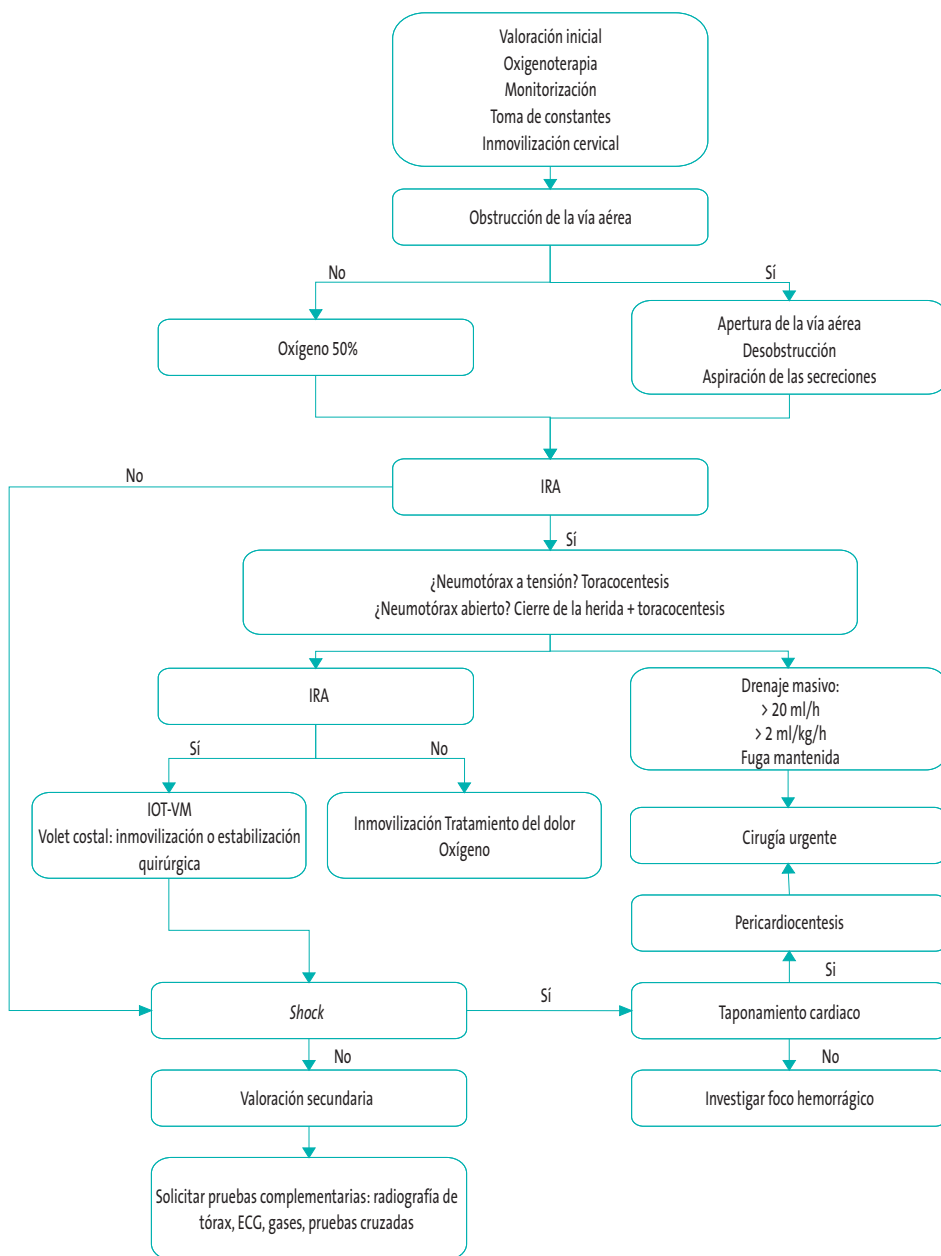 Valoración inicial
Oxigenoterapia
Monitorización
Toma de constantes
Inmovilización cervical
Obstrucción de la vía aérea
No
Sí
Oxígeno 50%
Apertura de la vía aérea
Desobstrucción
Aspiración de las secreciones
No
IRA
Sí
¿Neumotórax a tensión? Toracocentesis
¿Neumotórax abierto? Cierre de la herida + toracocentesis
IRA
Drenaje masivo:
> 20 ml/h
> 2 ml/kg/h
Fuga mantenida
Sí
No
IOT-VM
Volet costal: inmovilización o estabilización
quirúrgica
Inmovilización Tratamiento del dolor
Oxígeno
Cirugía urgente
Pericardiocentesis
Si
Shock
Sí
Taponamiento cardiaco
No
No
Valoración secundaria
Investigar foco hemorrágico
Solicitar pruebas complementarias: radiografía de
tórax, ECG, gases, pruebas cruzadas